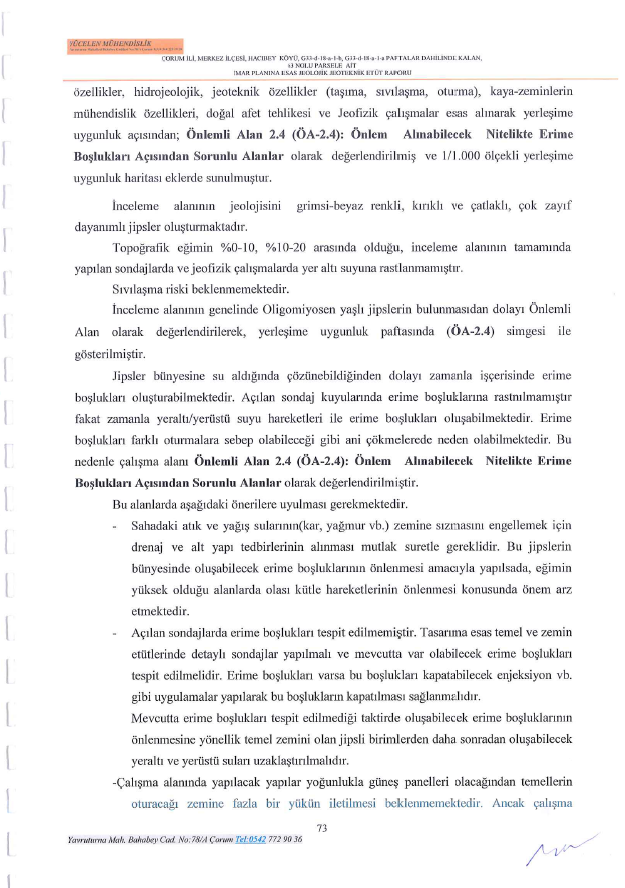 YÜCELEN MÜHENDİSLİK
ÇORUM İLİ, MERKEZ İLÇESİ, HACIBEY KÖYÜ, G33-d-18-a-1-b, G33-d-18-a-1-a PAFTALAR DAHİLİNDE KALAN,
63 NOLU PARSELE AİT
İMAR PLANINA ESAS JEOLOJİK JEOTEKNİK ETÜT RAPORU
özellikler, hidrojeolojik, jeoteknik özellikler (taşıma, sıvılaşma, oturma), kaya-zeminlerin
mühendislik özellikleri, doğal afet tehlikesi ve Jeofizik çalışmalar esas alınarak yerleşime
uygunluk açısından; Önlemli Alan 2.4 (ÖA-2.4): Önlem Alınabilecek Nitelikte Erime
Boşlukları Açısından Sorunlu Alanlar olarak değerlendirilmiş ve 1/1.000 ölçekli yerleşime
uygunluk haritası eklerde sunulmuştur.
İnceleme alanının jeolojisini grimsi-beyaz renkli, kırıklı ve çatlaklı, çok zayıf
dayanımlı jipsler oluşturmaktadır.
Topoğrafik eğimin %0-10, %10-20 arasında olduğu, inceleme alanının tamamında
yapılan sondajlarda ve jeofizik çalışmalarda yer altı suyuna rastlanmamıştır.
Sıvılaşma riski beklenmemektedir.
İnceleme alanının genelinde Oligomiyosen yaşlı jipslerin bulunmasıdan dolayı Önlemli
Alan olarak değerlendirilerek, yerleşime uygunluk paftasında (ÖA-2.4) simgesi ile
gösterilmiştir.
Jipsler bünyesine su aldığında çözünebildiğinden dolayı zamanla işçerisinde erime
boşlukları oluşturabilmektedir. Açılan sondaj kuyularında erime boşluklarına rastnılmamıştır
fakat zamanla yeraltı/yerüstü suyu hareketleri ile erime boşlukları oluşabilmektedir. Erime
boşlukları farklı oturmalara sebep olabileceği gibi ani çökmelerede neden olabilmektedir. Bu
nedenle çalışma alanı Önlemli Alan 2.4 (ÖA-2.4): Önlem Alınabilecek Nitelikte Erime
Boşlukları Açısından Sorunlu Alanlar olarak değerlendirilmiştir.
Bu alanlarda aşağıdaki önerilere uyulması gerekmektedir.
- Sahadaki atık ve yağış sularının(kar, yağmur vb.) zemine sızmasını engellemek için
drenaj ve alt yapı tedbirlerinin alınması mutlak suretle gereklidir. Bu jipslerin
bünyesinde oluşabilecek erime boşluklarının önlenmesi amacıyla yapılsada, eğimin
yüksek olduğu alanlarda olası kütle hareketlerinin önlenmesi konusunda önem arz
etmektedir.
- Açılan sondajlarda erime boşlukları tespit edilmemiştir. Tasarıma esas temel ve zemin
etütlerinde detaylı sondajlar yapılmalı ve mevcutta var olabilecek erime boşlukları
tespit edilmelidir. Erime boşlukları varsa bu boşlukları kapatabilecek enjeksiyon vb.
gibi uygulamalar yapılarak bu boşlukların kapatılması sağlanmalıdır.
Mevcutta erime boşlukları tespit edilmediği taktirde oluşabilecek erime boşluklarının
önlenmesine yönellik temel zemini olan jipsli birimlerden daha sonradan oluşabilecek
yeraltı ve yerüstü suları uzaklaştırılmalıdır.
-Çalışma alanında yapılacak yapılar yoğunlukla güneş panelleri olacağından temellerin
oturacağı zemine fazla bir yükün iletilmesi beklenmemektedir. Ancak çalışma
73
Yavruturna Mah. Bahabey Cad. No:78/A Çorum Tel:0542 772 90 36